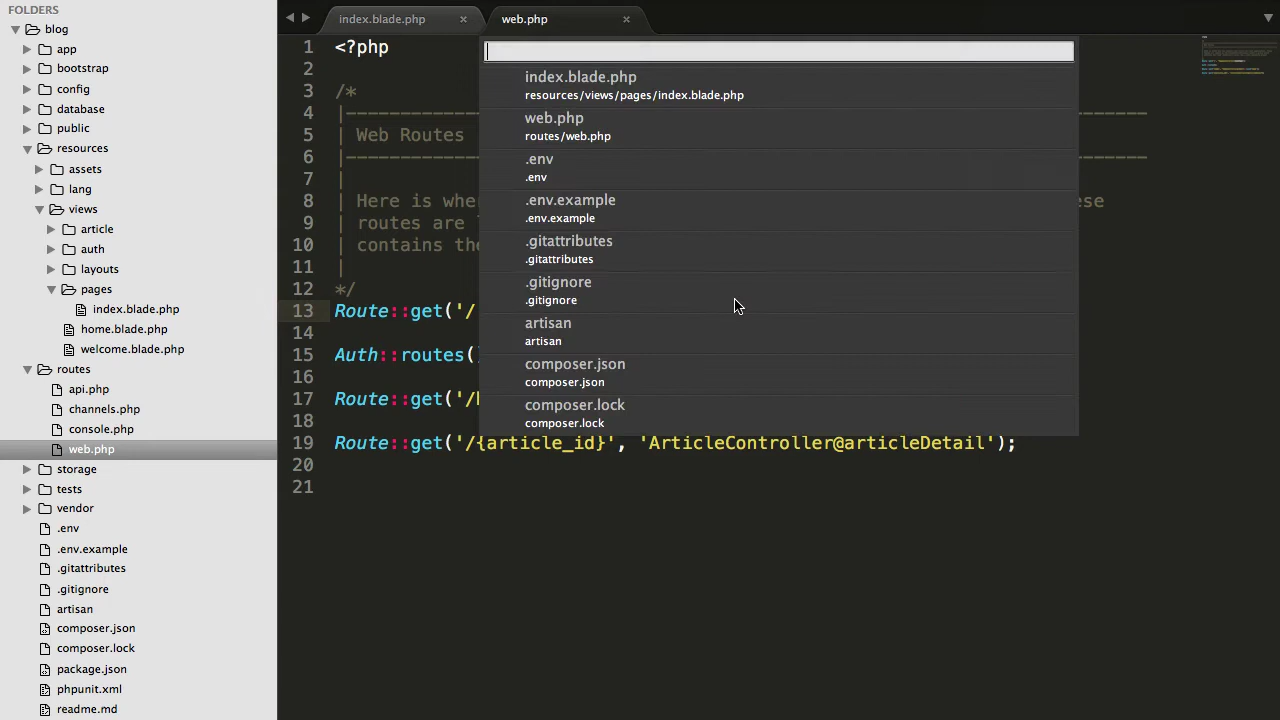 FOLDERS
blog
app
bootstrap
config
database
public
resources
assets
lang
views
article
auth
layouts
pages
index.blade.php
home.blade.php
welcome.blade.php
routes
api.php
channels.php
console.php
web.php
storage
tests
vendor
.env
.env.example
.gitattributes
.gitignore
artisan
composer.json
composer.lock
package.json
phpunit.xml
readme.md
index.blade.php ×
web.php ×
index.blade.php
resources/views/pages/index.blade.php
web.php
routes/web.php
.env
.env
.env.example
.env.example
.gitattributes
.gitattributes
.gitignore
.gitignore
artisan
artisan
composer.json
composer.json
composer.lock
composer.lock
1 <?php
2
3 /*
4 |--------------------------------------------------------------------------
5 | Web Routes
6 |--------------------------------------------------------------------------
7 |
8 | Here is
9 | routes are
10 | contains
11 |
12 */
13 Route::get('/
14
15 Auth::routes(
16
17 Route::get('/
18
19 Route::get('/{article_id}', 'ArticleController@articleDetail');
20
21